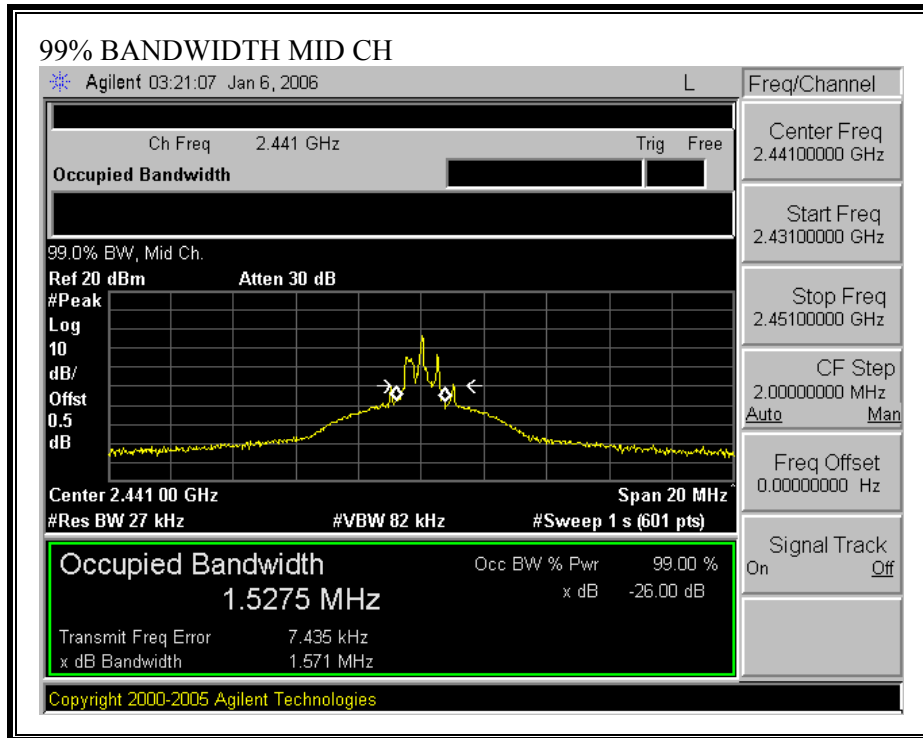 99% BANDWIDTH MID CH
Agilent 03:21:07 Jan 6, 2006 L
Freq/Channel
Ch Freq 2.441 GHz Trig Free
Occupied Bandwidth
Center Freq
2.44100000 GHz
Start Freq
2.43100000 GHz
Stop Freq
2.45100000 GHz
CF Step
2.00000000 MHz
Auto Man
Freq Offset
0.00000000 Hz
Signal Track
On Off
99.0% BW, Mid Ch.
Ref 20 dBm Atten 30 dB
#Peak
Log
10
dB/
Offst
0.5
dB
Center 2.441 00 GHz Span 20 MHz
#Res BW 27 kHz #VBW 82 kHz #Sweep 1 s (601 pts)
Occupied Bandwidth Occ BW % Pwr 99.00 %
1.5275 MHz x dB -26.00 dB
Transmit Freq Error 7.435 kHz
x dB Bandwidth 1.571 MHz
Copyright 2000-2005 Agilent Technologies